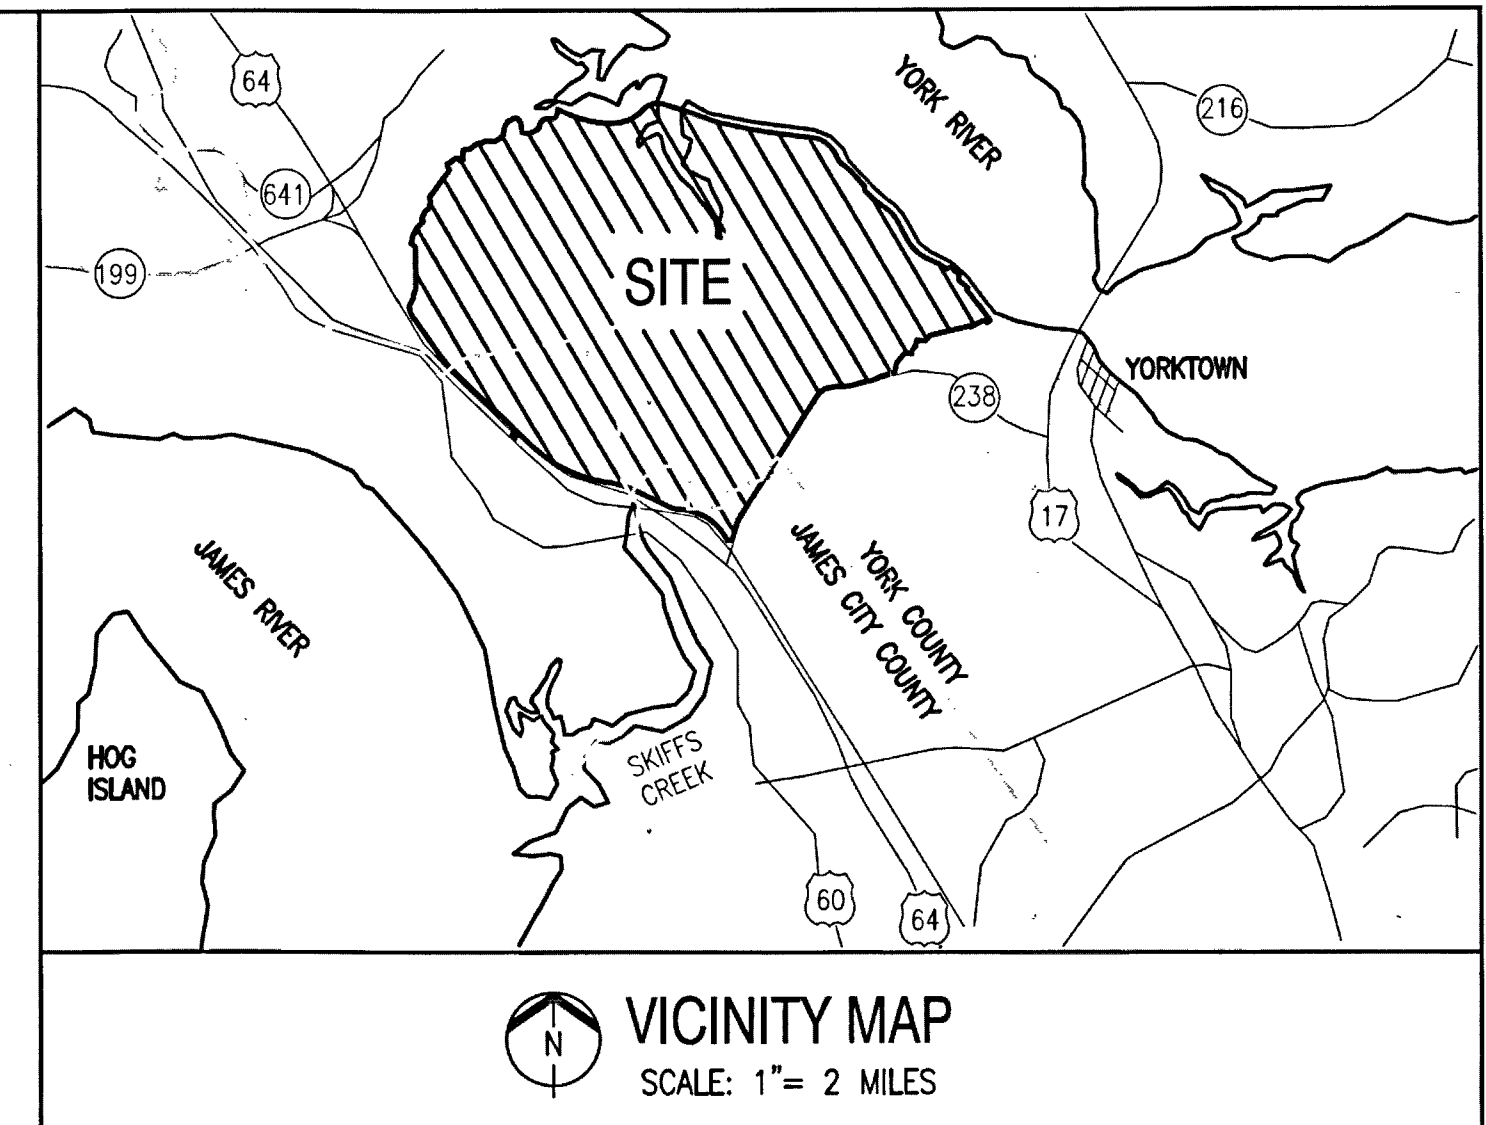 64
YORK RIVER
216
641
199
SITE
YORKTOWN
238
17
JAMES RIVER
YORK COUNTY
JAMES CITY COUNTY
HOG
ISLAND
SKIFFS
CREEK
60
64
N
VICINITY MAP
SCALE: 1"= 2 MILES